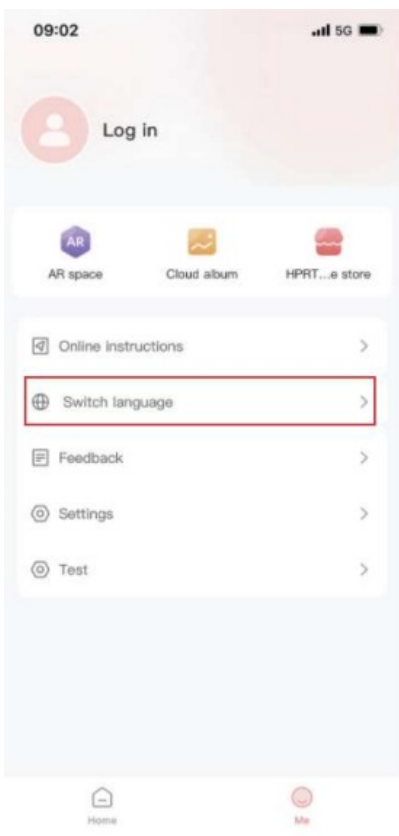 09:02 5G
Log in
AR
AR space Cloud album HPRT...e store
Online instructions
Switch language
Feedback
Settings
Test
Home Me